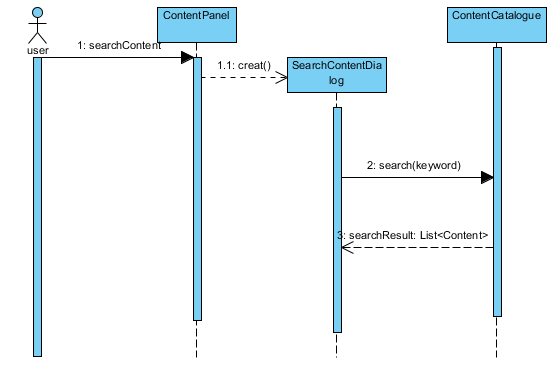 ContentPanel
ContentCatalogue
user
1: searchContent
1.1: creat()
SearchContentDia
log
2: search(keyword)
3: searchResult: List<Content>